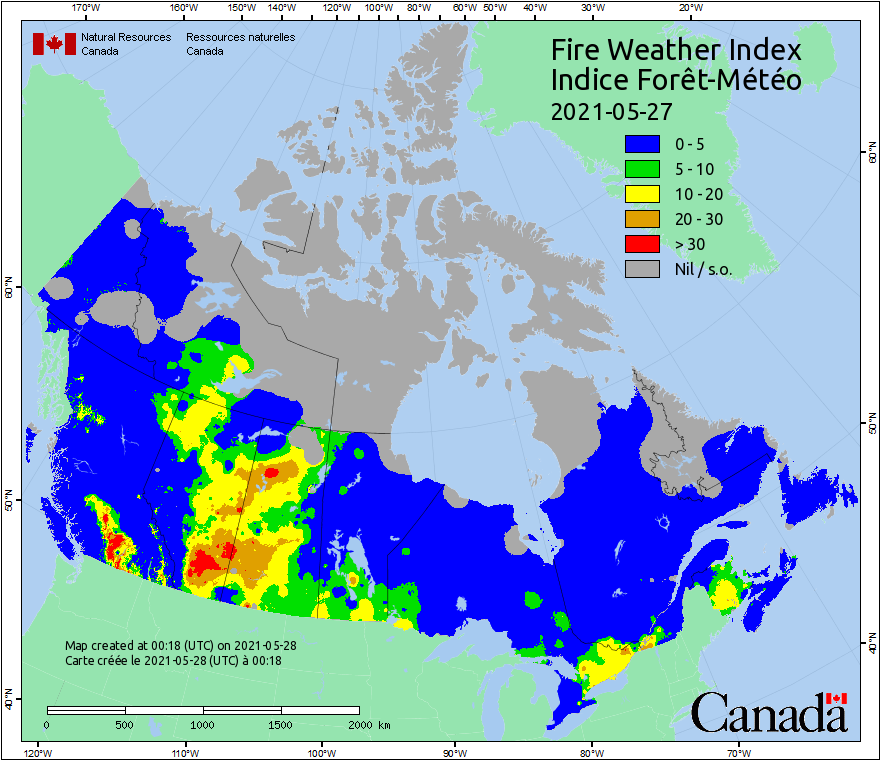 170°W 160°W 150°W 140°W 130°W 120°W 110°W 100°W 90°W 80°W 70°W 60°W 50°W 40°W 30°W 20°W
Natural Resources Canada
Ressources naturelles Canada
Fire Weather Index
Indice Forêt-Météo
2021-05-27
0 - 5
5 - 10
10 - 20
20 - 30
> 30
Nil / s.o.
60°N
60°N
50°N
50°N
40°N
40°N
Map created at 00:18 (UTC) on 2021-05-28
Carte créée le 2021-05-28 (UTC) à 00:18
0 500 1000 1500 2000 km
Canada
120°W 110°W 100°W 90°W 80°W 70°W